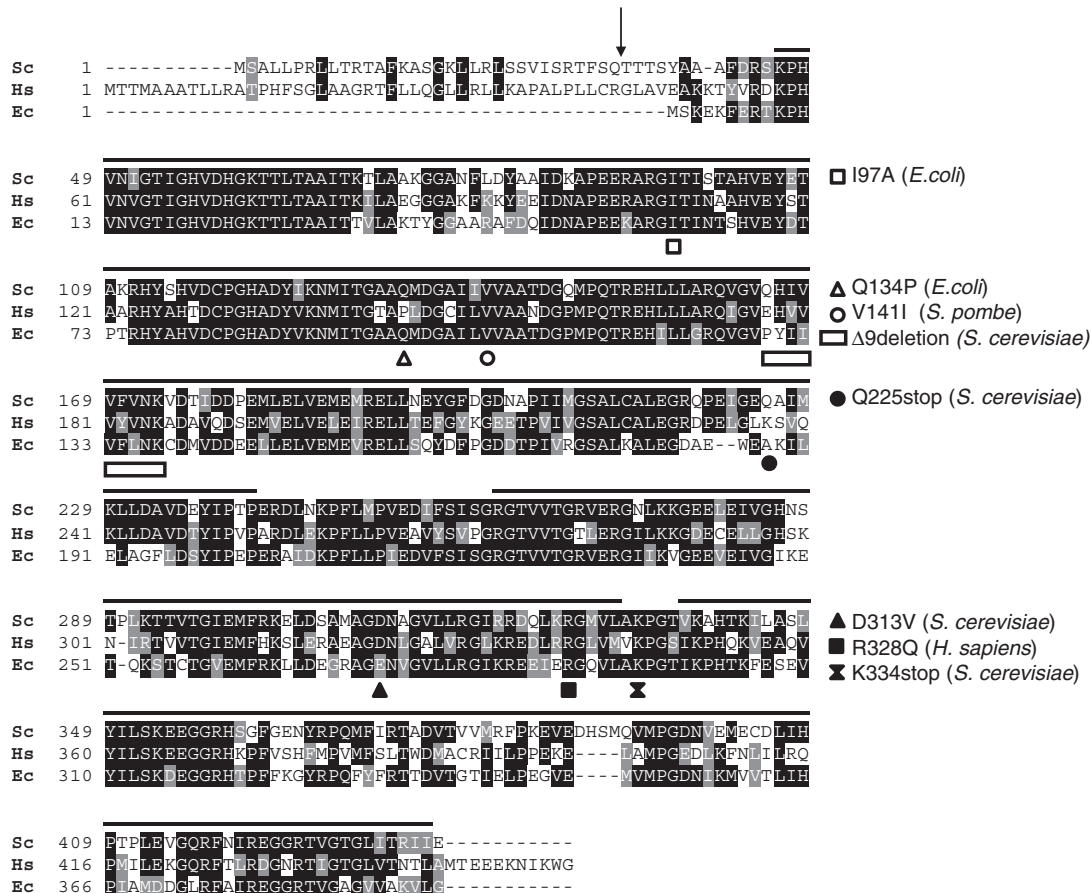 Sc 1 -----------MSALLPRLLTRTAFKASGKLLRLSSVISRTFSQTTTSYAA-AFDRSKPH
Hs 1 MTTMAAATLLRATPHFSGLAAGRTFLLQGLLRLLKAPALPLLCRGLAVEAKKTYVRDKPH
Ec 1 ------------------------------------------------MSKEKFERTKPH
Sc 49 VNIGTIGHVDHGKTTLTAAITKTLAAKGGANFLDYAAIDKAPEERARGITISTAHVEYET
Hs 61 VNVGTIGHVDHGKTTLTAAITKILAEGGGAKFKKYEEIDNAPEERARGITINAAHVEYST
Ec 13 VNVGTIGHVDHGKTTLTAAITTVLAKTYGGAARAFDQIDNAPEEKARGITINTSHVEYDT
I97A (E.coli)
Sc 109 AKRHYSHVDCPGHADYIKNMITGAAQMDGAIIVVAATDGQMPQTREHLLLARQVGVQHIV
Hs 121 AARHYAHTDCPGHADYVKNMITGTAPLDGCILVVAANDGPMPQTREHLLLARQIGVEHVV
Ec 73 PTRHYAHVDCPGHADYVKNMITGAAQMDGAILVVAATDGPMPQTREHILLGRQVGVPYII
Q134P (E.coli)
V141I (S. pombe)
Δ9deletion (S. cerevisiae)
Sc 169 VFVNKVDTIDDPEMLELVEMEMRELLNEYGFDGDNAPIIMGSALCALEGRQPEIGEQAIM
Hs 181 VYVNKADAVQDSEMVELVELEIRELLTEFGYKGEETPVIVGSALCALEGRDPELGLKSVQ
Ec 133 VFLNKCDMVDDEELLELVEMEVRELLSQYDFPGDDTPIVRGSALKALEGDAE--WEAKIL
Q225stop (S. cerevisiae)
Sc 229 KLLDAVDEYIPTPERDLNKPFLMPVEDIFSISGRGTVVTGRVERGNLKKGEELEIVGHNS
Hs 241 KLLDAVDTYIPVPARDLEKPFLLPVEAVYSVPGRGTVVTGTLERGILKKGDECELLGHSK
Ec 191 ELAGFLDSYIPEPERAIDKPFLLPIEDVFSISGRGTVVTGRVERGIIKVGEEVEIVGIKE
Sc 289 TPLKTTVTGIEMFRKELDSAMAGDNAGVLLRGIRRDQLKRGMVLAKPGTVKAHTKILASL
Hs 301 N-IRTVVTGIEMFHKSLERAEAGDNLGALVRGLKREDLRRGLVMVKPGSIKPHQKVEAQV
Ec 251 T-QKSTCTGVEMFRKLLDEGRAGENVGVLLRGIKREEIERGQVLAKPGTIKPHTKFESEV
D313V (S. cerevisiae)
R328Q (H. sapiens)
K334stop (S. cerevisiae)
Sc 349 YILSKEEGGRHSGFGENYRPQMFIRTADVTVVMRFPKEVEDHSMQVMPGDNVEMECDLIH
Hs 360 YILSKEEGGRHKPFVSHFMPVMFSLTWDMACRIILPPEKE----LAMPGEDLKFNLILRQ
Ec 310 YILSKDEGGRHTPFFKGYRPQFYFRTTDVTGTIELPEGVE----MVMPGDNIKMVVTLIH
Sc 409 PTPLEVGQRFNIREGGRTVGTGLITRIIE-----------
Hs 416 PMILEKGQRFTLRDGNRTIGTGLVTNTLAMTEEEKNIKWG
Ec 366 PIAMDDGLRFAIREGGRTVGAGVVAKVLG-----------